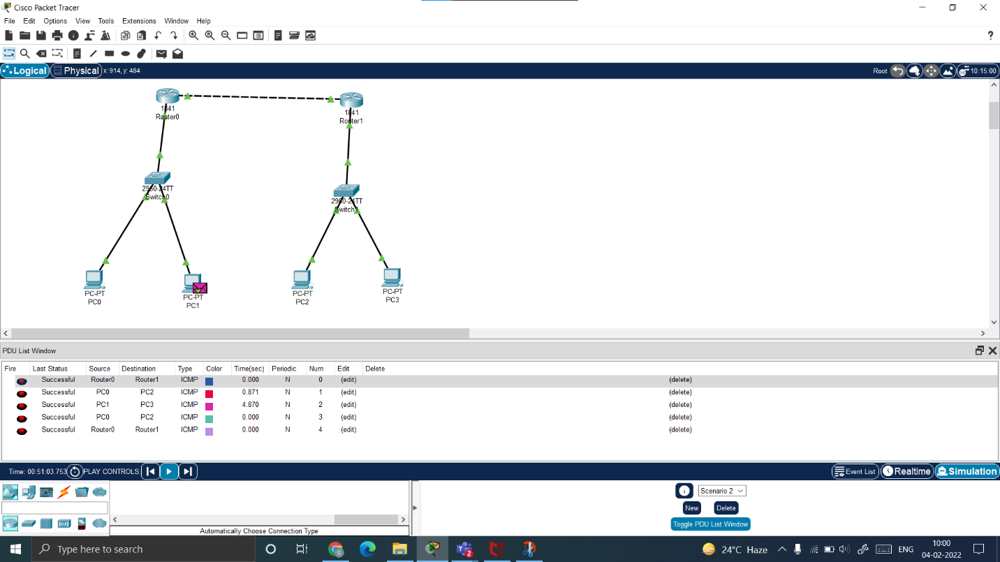 Cisco Packet Tracer
File Edit Options View Tools Extensions Window Help
?
Logical Physical x: 914, y: 484 Root 10:15:00
1841
Router0
1841
Router1
2960-24TT
Switch0
2960-24TT
Switch1
PC-PT
PC0
PC-PT
PC1
PC-PT
PC2
PC-PT
PC3
PDU List Window
Fire Last Status Source Destination Type Color Time(sec) Periodic Num Edit Delete
Successful Router0 Router1 ICMP 0.000 N 0 (edit) (delete)
Successful PC0 PC2 ICMP 0.871 N 1 (edit) (delete)
Successful PC1 PC3 ICMP 4.870 N 2 (edit) (delete)
Successful PC0 PC2 ICMP 0.000 N 3 (edit) (delete)
Successful Router0 Router1 ICMP 0.000 N 4 (edit) (delete)
Time: 00:51:03.753 PLAY CONTROLS: Event List Realtime Simulation
Scenario 2
New Delete
Toggle PDU List Window
Automatically Choose Connection Type
Type here to search
2
24°C Haze
ENG
10:00
04-02-2022